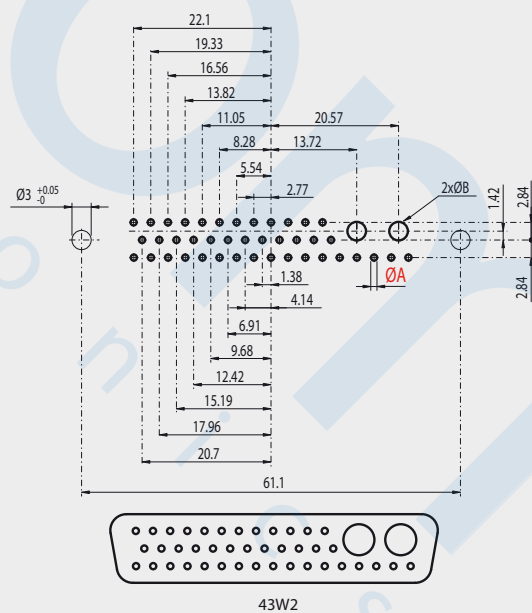 22.1
19.33
16.56
13.82
11.05
20.57
8.28
13.72
5.54
2.77
Ø3 +0.05 -0
2xØB
1.42
2.84
2.84
ØA
1.38
4.14
6.91
9.68
12.42
15.19
17.96
20.7
61.1
43W2
o
n
i
c
s